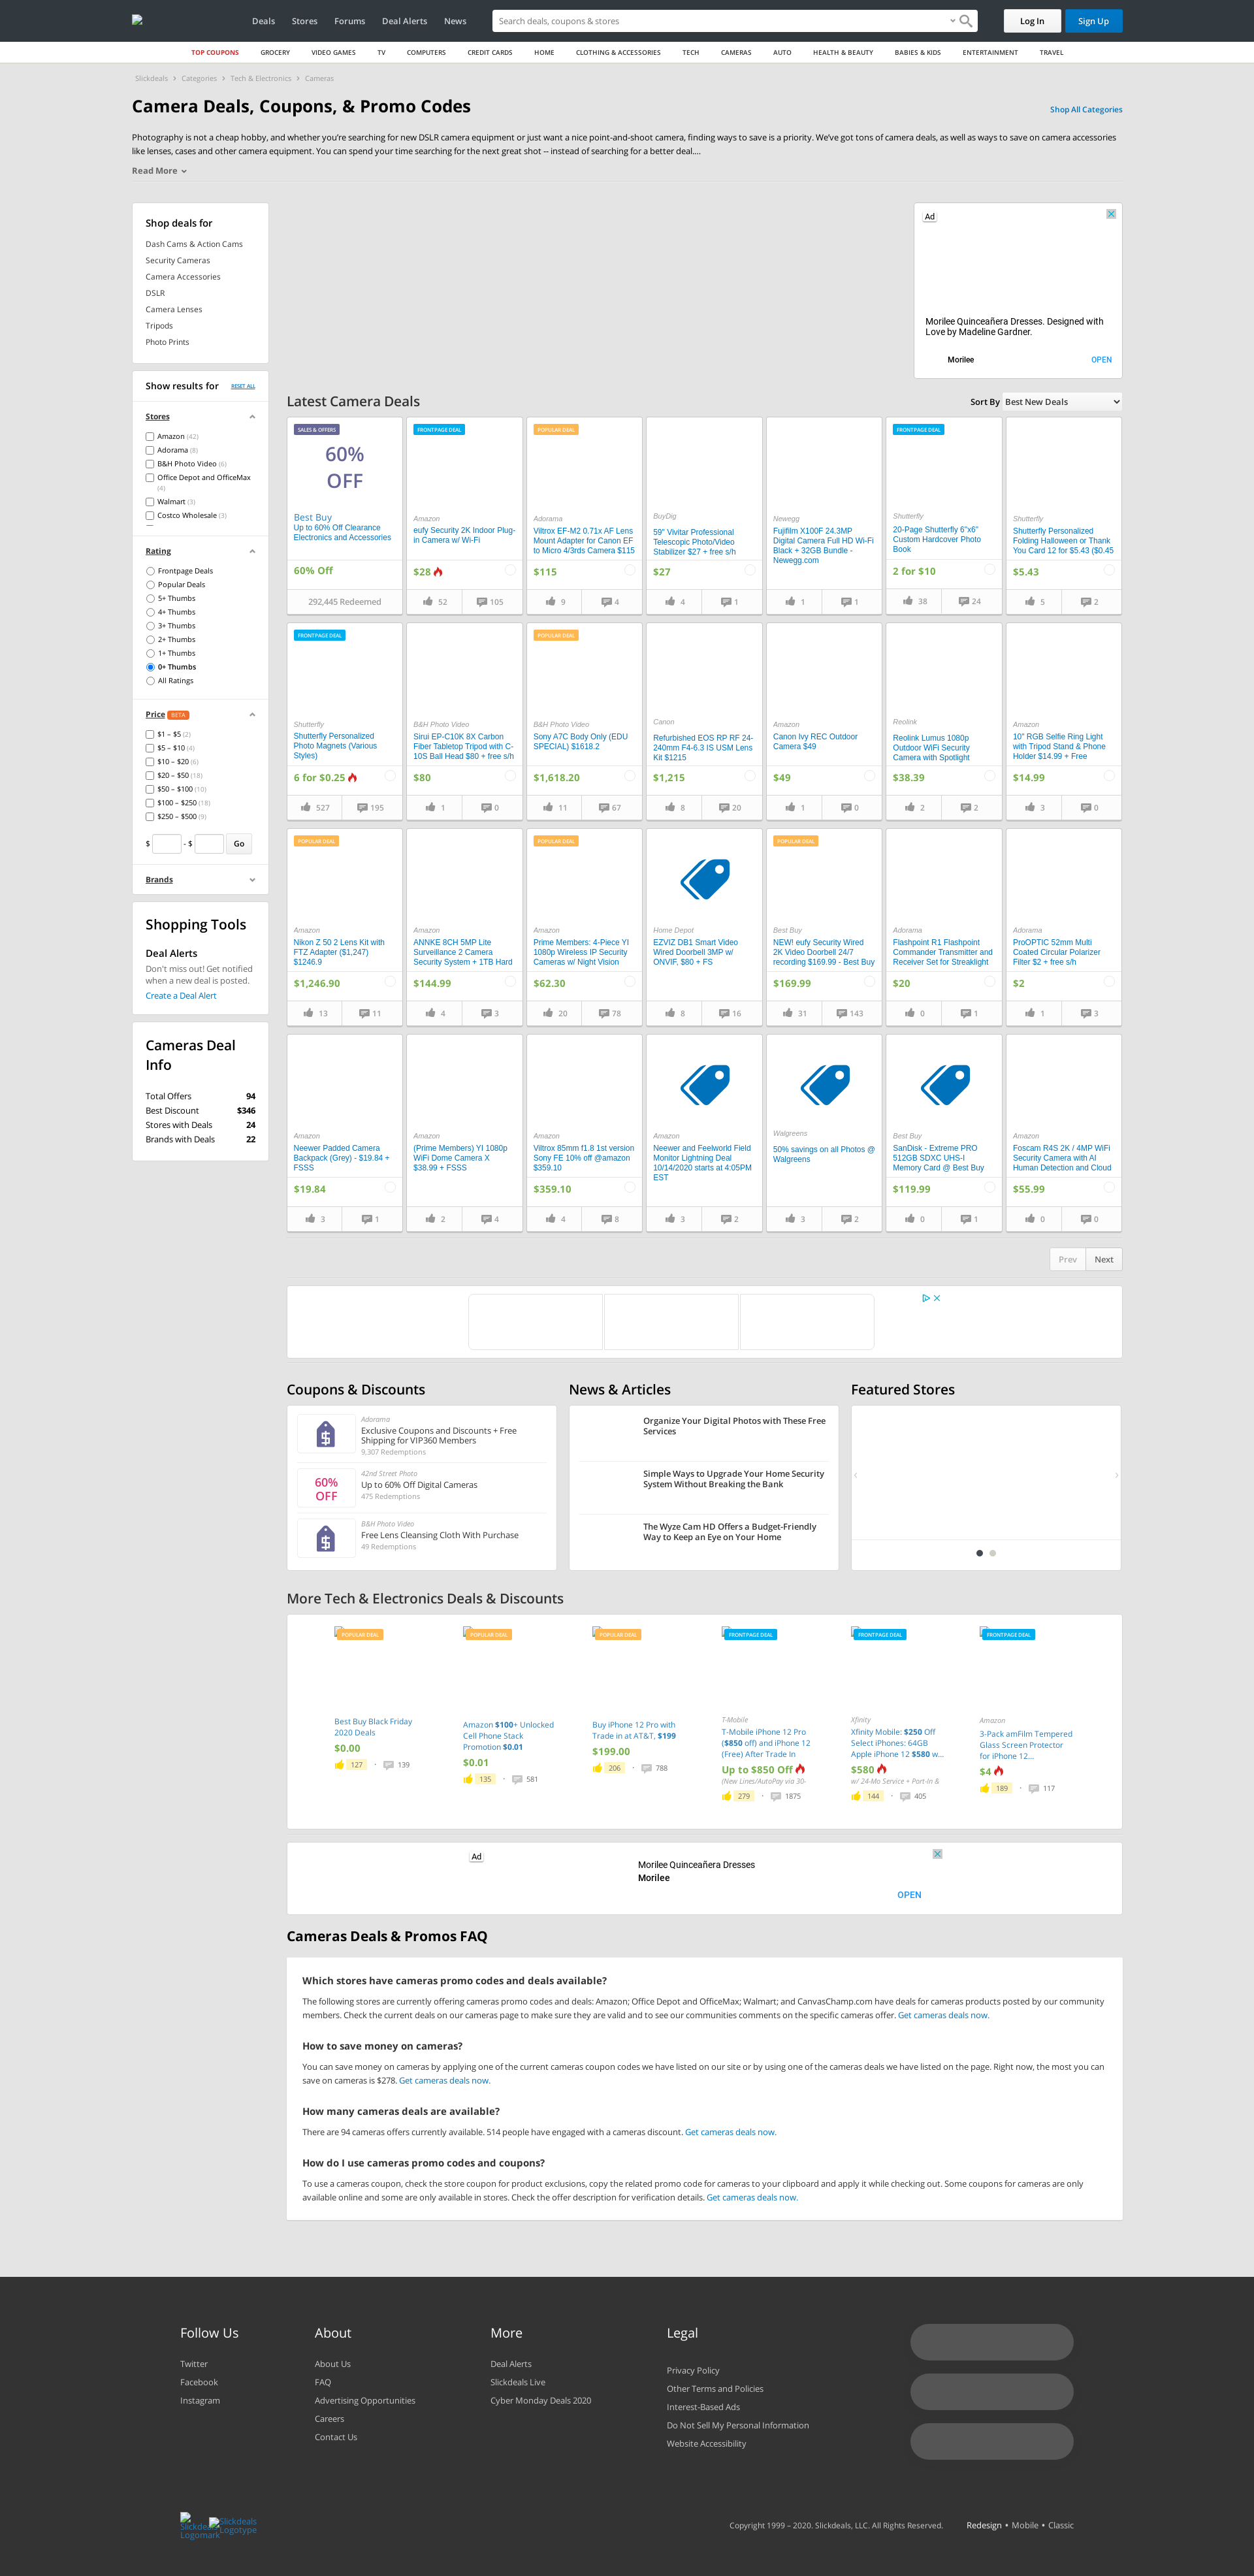 Deals Stores Forums Deal Alerts News Search deals, coupons & stores Log In Sign Up
TOP COUPONS GROCERY VIDEO GAMES TV COMPUTERS CREDIT CARDS HOME CLOTHING & ACCESSORIES TECH CAMERAS AUTO HEALTH & BEAUTY BABIES & KIDS ENTERTAINMENT TRAVEL
Slickdeals > Categories > Tech & Electronics > Cameras
Camera Deals, Coupons, & Promo Codes
Shop All Categories
Photography is not a cheap hobby, and whether you're searching for new DSLR camera equipment or just want a nice point-and-shoot camera, finding ways to save is a priority. We've got tons of camera deals, as well as ways to save on camera accessories
like lenses, cases and other camera equipment. You can spend your time searching for the next great shot -- instead of searching for a better deal....
Read More
Shop deals for
Dash Cams & Action Cams
Security Cameras
Camera Accessories
DSLR
Camera Lenses
Tripods
Photo Prints
Show results for RESET ALL
Stores
Amazon (42)
Adorama (8)
B&H Photo Video (6)
Office Depot and OfficeMax
(4)
Walmart (3)
Costco Wholesale (3)
Rating
Frontpage Deals
Popular Deals
5+ Thumbs
4+ Thumbs
3+ Thumbs
2+ Thumbs
1+ Thumbs
0+ Thumbs
All Ratings
Price BETA
$1 – $5 (2)
$5 – $10 (4)
$10 – $20 (6)
$20 – $50 (18)
$50 – $100 (10)
$100 – $250 (18)
$250 – $500 (9)
$ - $ Go
Brands
Shopping Tools
Deal Alerts
Don't miss out! Get notified
when a new deal is posted.
Create a Deal Alert
Cameras Deal
Info
Total Offers 94
Best Discount $346
Stores with Deals 24
Brands with Deals 22
Ad
Morilee Quinceañera Dresses. Designed with
Love by Madeline Gardner.
Morilee OPEN
Latest Camera Deals
Sort By Best New Deals
SALES & OFFERS
60%
OFF
Best Buy
Up to 60% Off Clearance
Electronics and Accessories
60% Off
292,445 Redeemed
FRONTPAGE DEAL
Amazon
eufy Security 2K Indoor Plug-
in Camera w/ Wi-Fi
$28
52 105
POPULAR DEAL
Adorama
Viltrox EF-M2 0.71x AF Lens
Mount Adapter for Canon EF
to Micro 4/3rds Camera $115
$115
9 4
BuyDig
59" Vivitar Professional
Telescopic Photo/Video
Stabilizer $27 + free s/h
$27
4 1
Newegg
Fujifilm X100F 24.3MP
Digital Camera Full HD Wi-Fi
Black + 32GB Bundle -
Newegg.com
1 1
FRONTPAGE DEAL
Shutterfly
20-Page Shutterfly 6"x6"
Custom Hardcover Photo
Book
2 for $10
38 24
Shutterfly
Shutterfly Personalized
Folding Halloween or Thank
You Card 12 for $5.43 ($0.45
$5.43
5 2
FRONTPAGE DEAL
Shutterfly
Shutterfly Personalized
Photo Magnets (Various
Styles)
6 for $0.25
527 195
B&H Photo Video
Sirui EP-C10K 8X Carbon
Fiber Tabletop Tripod with C-
10S Ball Head $80 + free s/h
$80
1 0
POPULAR DEAL
B&H Photo Video
Sony A7C Body Only (EDU
SPECIAL) $1618.2
$1,618.20
11 67
Canon
Refurbished EOS RP RF 24-
240mm F4-6.3 IS USM Lens
Kit $1215
$1,215
8 20
Amazon
Canon Ivy REC Outdoor
Camera $49
$49
1 0
Reolink
Reolink Lumus 1080p
Outdoor WiFi Security
Camera with Spotlight
$38.39
2 2
Amazon
10" RGB Selfie Ring Light
with Tripod Stand & Phone
Holder $14.99 + Free
$14.99
3 0
POPULAR DEAL
Amazon
Nikon Z 50 2 Lens Kit with
FTZ Adapter ($1,247)
$1246.9
$1,246.90
13 11
Amazon
ANNKE 8CH 5MP Lite
Surveillance 2 Camera
Security System + 1TB Hard
$144.99
4 3
POPULAR DEAL
Amazon
Prime Members: 4-Piece YI
1080p Wireless IP Security
Cameras w/ Night Vision
$62.30
20 78
Home Depot
EZVIZ DB1 Smart Video
Wired Doorbell 3MP w/
ONVIF, $80 + FS
8 16
POPULAR DEAL
Best Buy
NEW! eufy Security Wired
2K Video Doorbell 24/7
recording $169.99 - Best Buy
$169.99
31 143
Adorama
Flashpoint R1 Flashpoint
Commander Transmitter and
Receiver Set for Streaklight
$20
0 1
Adorama
ProOPTIC 52mm Multi
Coated Circular Polarizer
Filter $2 + free s/h
$2
1 3
Amazon
Neewer Padded Camera
Backpack (Grey) - $19.84 +
FSSS
$19.84
3 1
Amazon
(Prime Members) YI 1080p
WiFi Dome Camera X
$38.99 + FSSS
2 4
Amazon
Viltrox 85mm f1.8 1st version
Sony FE 10% off @amazon
$359.10
$359.10
4 8
Amazon
Neewer and Feelworld Field
Monitor Lightning Deal
10/14/2020 starts at 4:05PM
EST
3 2
Walgreens
50% savings on all Photos @
Walgreens
3 2
Best Buy
SanDisk - Extreme PRO
512GB SDXC UHS-I
Memory Card @ Best Buy
$119.99
0 1
Amazon
Foscam R4S 2K / 4MP WiFi
Security Camera with AI
Human Detection and Cloud
$55.99
0 0
Prev Next
Coupons & Discounts
Adorama
Exclusive Coupons and Discounts + Free
Shipping for VIP360 Members
9,307 Redemptions
60%
OFF
42nd Street Photo
Up to 60% Off Digital Cameras
475 Redemptions
B&H Photo Video
Free Lens Cleansing Cloth With Purchase
49 Redemptions
News & Articles
Organize Your Digital Photos with These Free
Services
Simple Ways to Upgrade Your Home Security
System Without Breaking the Bank
The Wyze Cam HD Offers a Budget-Friendly
Way to Keep an Eye on Your Home
Featured Stores
More Tech & Electronics Deals & Discounts
POPULAR DEAL
Best Buy Black Friday
2020 Deals
$0.00
127 · 139
POPULAR DEAL
Amazon $100+ Unlocked
Cell Phone Stack
Promotion $0.01
$0.01
135 · 581
POPULAR DEAL
Buy iPhone 12 Pro with
Trade in at AT&T, $199
$199.00
206 · 788
FRONTPAGE DEAL
T-Mobile
T-Mobile iPhone 12 Pro
($850 off) and iPhone 12
(Free) After Trade In
Up to $850 Off
(New Lines/AutoPay via 30-
279 · 1875
FRONTPAGE DEAL
Xfinity
Xfinity Mobile: $250 Off
Select iPhones: 64GB
Apple iPhone 12 $580 w...
$580
w/ 24-Mo Service + Port-In &
144 · 405
FRONTPAGE DEAL
Amazon
3-Pack amFilm Tempered
Glass Screen Protector
for iPhone 12...
$4
189 · 117
Ad
Morilee Quinceañera Dresses
Morilee
OPEN
Cameras Deals & Promos FAQ
Which stores have cameras promo codes and deals available?
The following stores are currently offering cameras promo codes and deals: Amazon; Office Depot and OfficeMax; Walmart; and CanvasChamp.com have deals for cameras products posted by our community
members. Check the current deals on our cameras page to make sure they are valid and to see our communities comments on the specific cameras offer. Get cameras deals now.
How to save money on cameras?
You can save money on cameras by applying one of the current cameras coupon codes we have listed on our site or by using one of the cameras deals we have listed on the page. Right now, the most you can
save on cameras is $278. Get cameras deals now.
How many cameras deals are available?
There are 94 cameras offers currently available. 514 people have engaged with a cameras discount. Get cameras deals now.
How do I use cameras promo codes and coupons?
To use a cameras coupon, check the store coupon for product exclusions, copy the related promo code for cameras to your clipboard and apply it while checking out. Some coupons for cameras are only
available online and some are only available in stores. Check the offer description for verification details. Get cameras deals now.
Follow Us
Twitter
Facebook
Instagram
About
About Us
FAQ
Advertising Opportunities
Careers
Contact Us
More
Deal Alerts
Slickdeals Live
Cyber Monday Deals 2020
Legal
Privacy Policy
Other Terms and Policies
Interest-Based Ads
Do Not Sell My Personal Information
Website Accessibility
Slickdeals
Logomark
Slickdeals
Logotype
Copyright 1999 – 2020. Slickdeals, LLC. All Rights Reserved. Redesign • Mobile • Classic